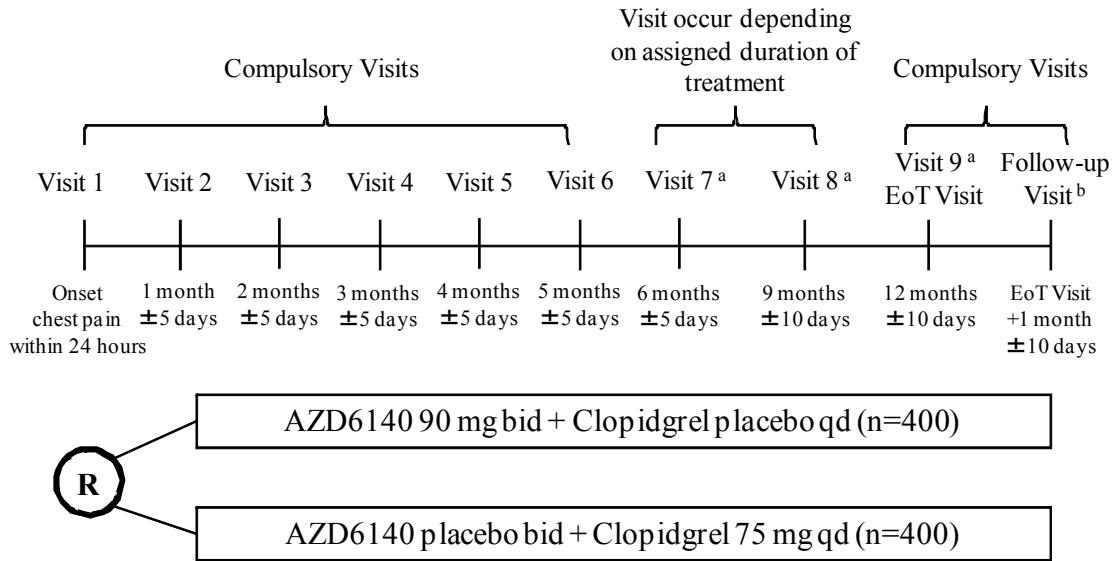 Visit occur depending
on assigned duration of
treatment
Compulsory Visits
Compulsory Visits
Visit 1
Visit 2
Visit 3
Visit 4
Visit 5
Visit 6
Visit 7 a
Visit 8 a
Visit 9 a
EoT Visit
Follow-up
Visit b
Onset
chest pain
within 24 hours
1 month
±5 days
2 months
±5 days
3 months
±5 days
4 months
±5 days
5 months
±5 days
6 months
±5 days
9 months
±10 days
12 months
±10 days
EoT Visit
+1 month
±10 days
R
AZD6140 90 mg bid + Clopidgrel placebo qd (n=400)
AZD6140 placebo bid + Clopidgrel 75 mg qd (n=400)